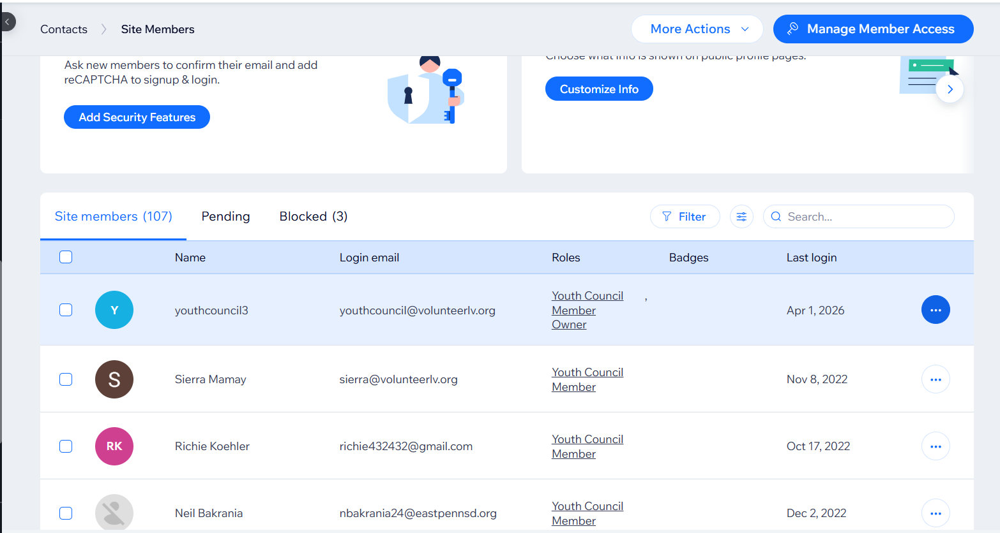 Contacts
Site Members
More Actions
Manage Member Access
Ask new members to confirm their email and add
reCAPTCHA to signup & login.
Add Security Features
Choose what info is shown on public profile pages.
Customize Info
Site members (107)
Pending
Blocked (3)
Filter
Search...
Name
Login email
Roles
Badges
Last login
Y
youthcouncil3
youthcouncil@volunteerlv.org
Youth Council ,
Member
Owner
Apr 1, 2026
S
Sierra Mamay
sierra@volunteerlv.org
Youth Council
Member
Nov 8, 2022
RK
Richie Koehler
richie432432@gmail.com
Youth Council
Member
Oct 17, 2022
Neil Bakrania
nbakrania24@eastpennsd.org
Youth Council
Member
Dec 2, 2022